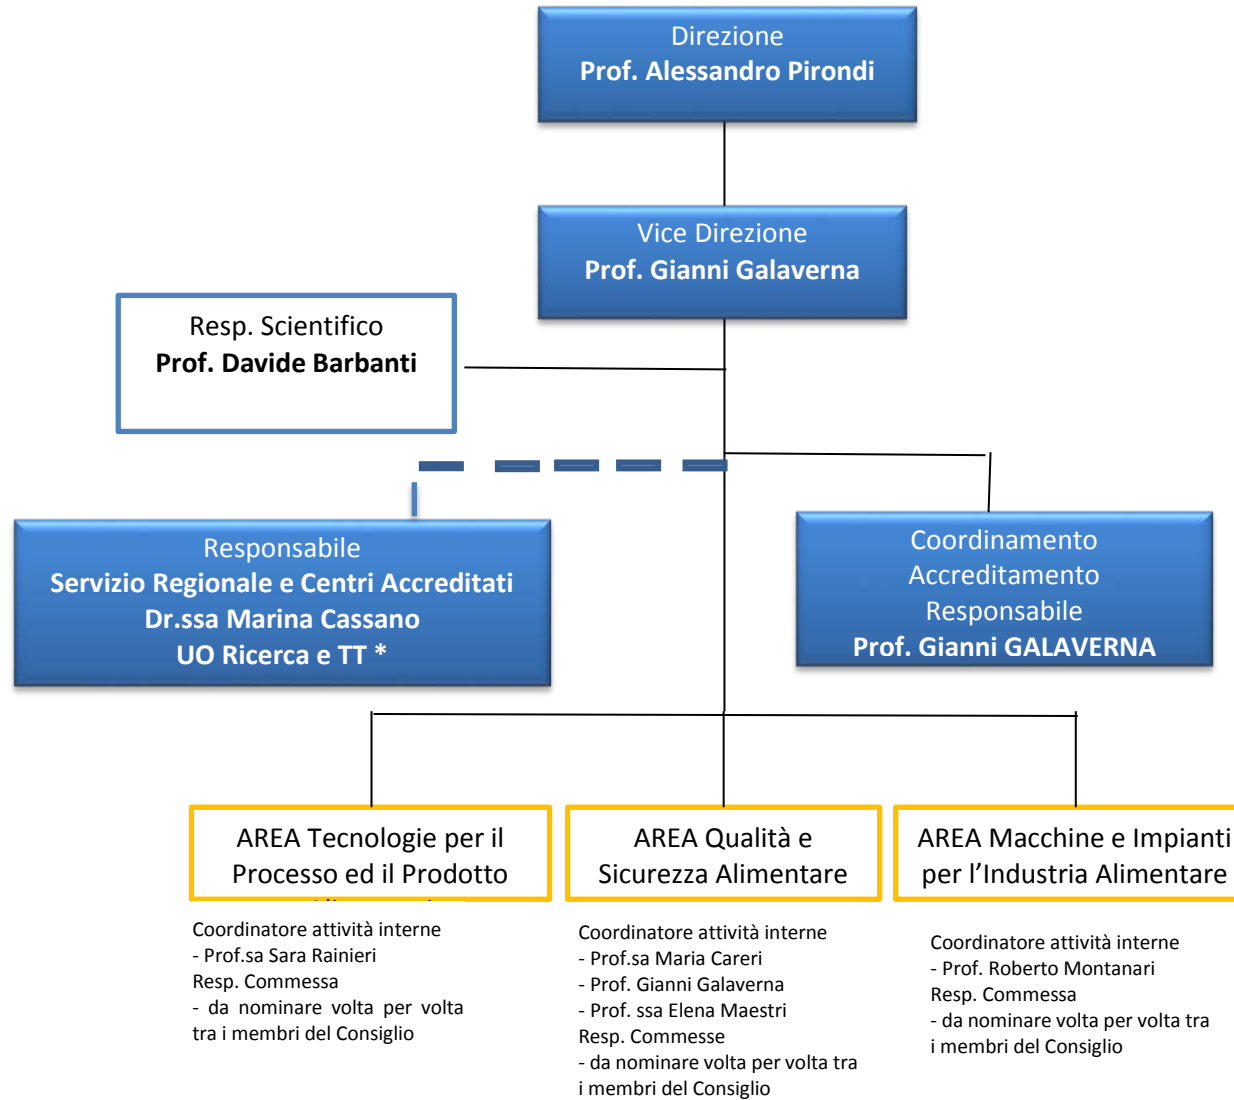 Direzione
Prof. Alessandro Pirondi
Vice Direzione
Prof. Gianni Galaverna
Resp. Scientifico
Prof. Davide Barbanti
Responsabile
Servizio Regionale e Centri Accreditati
Dr.ssa Marina Cassano
UO Ricerca e TT *
Coordinamento
Accreditamento
Responsabile
Prof. Gianni GALAVERNA
AREA Tecnologie per il
Processo ed il Prodotto
Coordinatore attività interne
- Prof.sa Sara Rainieri
Resp. Commessa
- da nominare volta per volta
tra i membri del Consiglio
AREA Qualità e
Sicurezza Alimentare
Coordinatore attività interne
- Prof.sa Maria Careri
- Prof. Gianni Galaverna
- Prof. ssa Elena Maestri
Resp. Commesse
- da nominare volta per volta tra
i membri del Consiglio
AREA Macchine e Impianti
per l’Industria Alimentare
Coordinatore attività interne
- Prof. Roberto Montanari
Resp. Commessa
- da nominare volta per volta tra
i membri del Consiglio